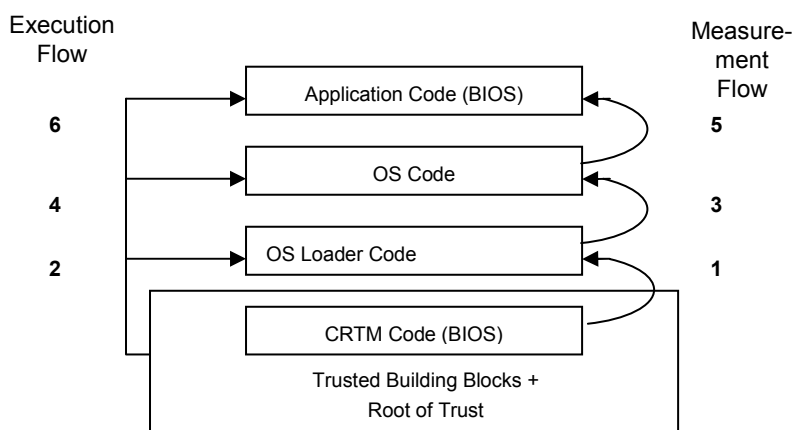 Execution
Flow
Measure-
ment
Flow
Application Code (BIOS)
6
5
OS Code
4
3
OS Loader Code
2
1
CRTM Code (BIOS)
Trusted Building Blocks +
Root of Trust